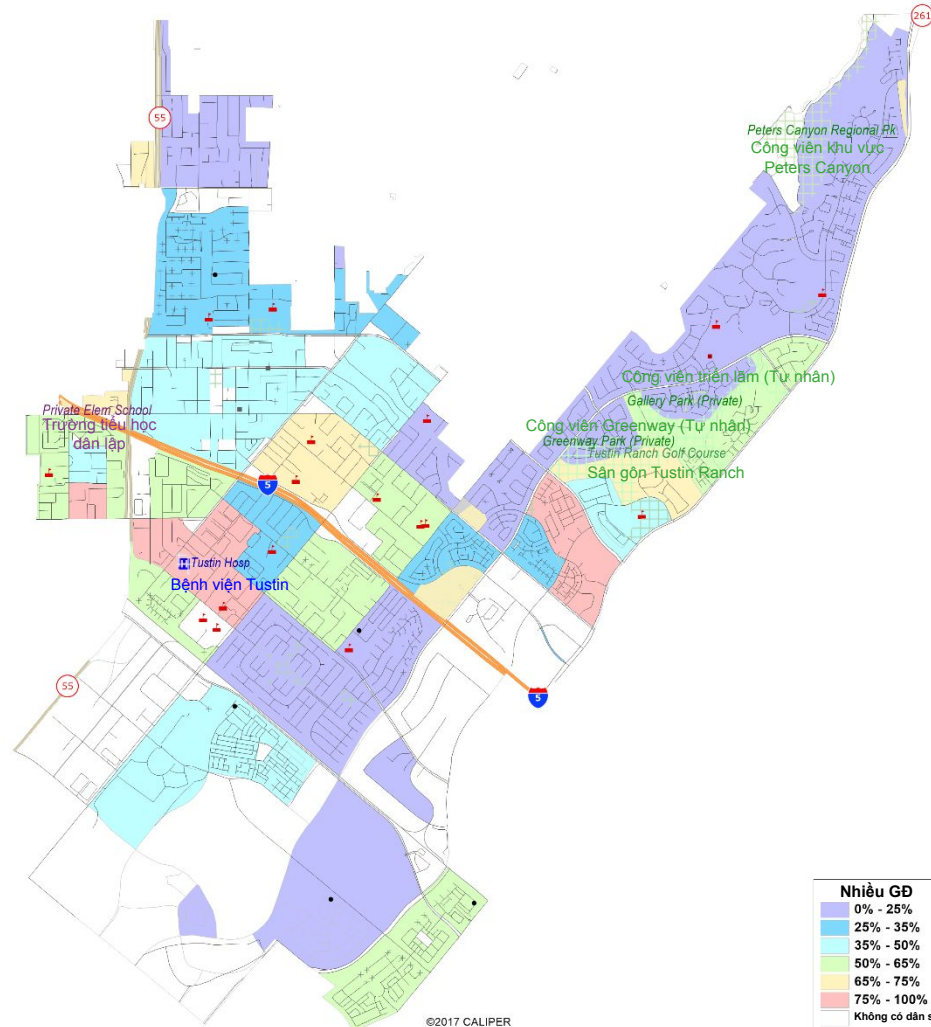 261
55
Peters Canyon Regional Pk
Công viên khu vực
Peters Canyon
Công viên triển lãm (Tư nhân)
Gallery Park (Private)
Private Elem School
Trường tiểu học
dân lập
Công viên Greenway (Tư nhân)
Greenway Park (Private)
Tustin Ranch Golf Course
Sân gôn Tustin Ranch
5
Tustin Hosp
Bệnh viện Tustin
55
5
Nhiều GĐ
0% - 25%
25% - 35%
35% - 50%
50% - 65%
65% - 75%
75% - 100%
Không có dân s
©2017 CALIPER